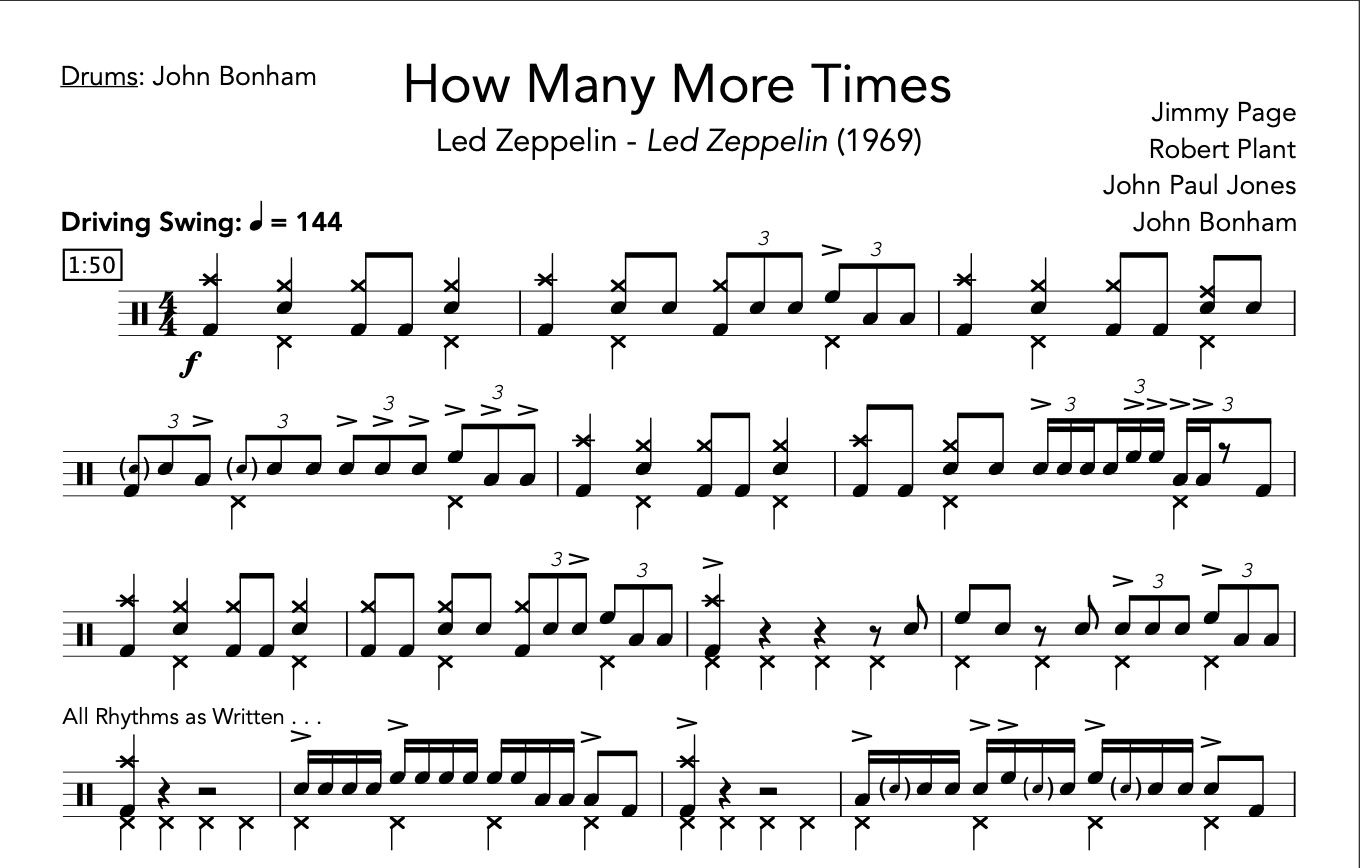 Drums: John Bonham
How Many More Times
Led Zeppelin - Led Zeppelin (1969)
Jimmy Page
Robert Plant
John Paul Jones
John Bonham
Driving Swing: ♩ = 144
1:50
3 3
4
4
f
3 3 3 3 3 3 3
3 3 3 3
All Rhythms as Written . . .